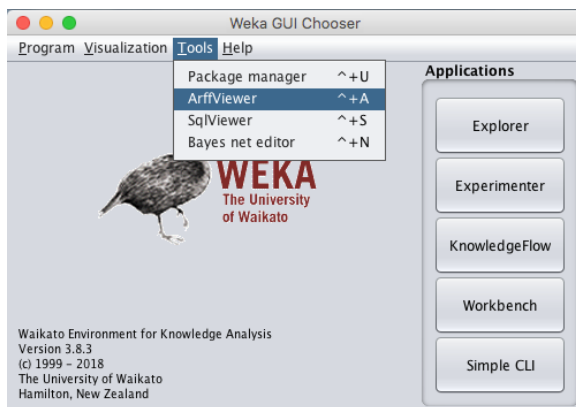 Weka GUI Chooser
Program Visualization Tools Help
Package manager ^+U
ArffViewer ^+A
SqlViewer ^+S
Bayes net editor ^+N
WEKA
The University
of Waikato
Waikato Environment for Knowledge Analysis
Version 3.8.3
(c) 1999 – 2018
The University of Waikato
Hamilton, New Zealand
Applications
Explorer
Experimenter
KnowledgeFlow
Workbench
Simple CLI